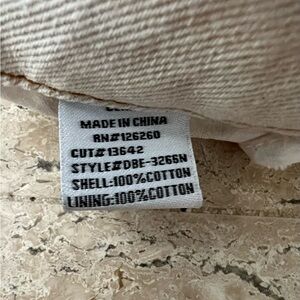 MADE IN CHINA
RN#126260
CUT#13642
STYLE#DBE-3266N
SHELL:100%COTTON
LINING:100%COTTON